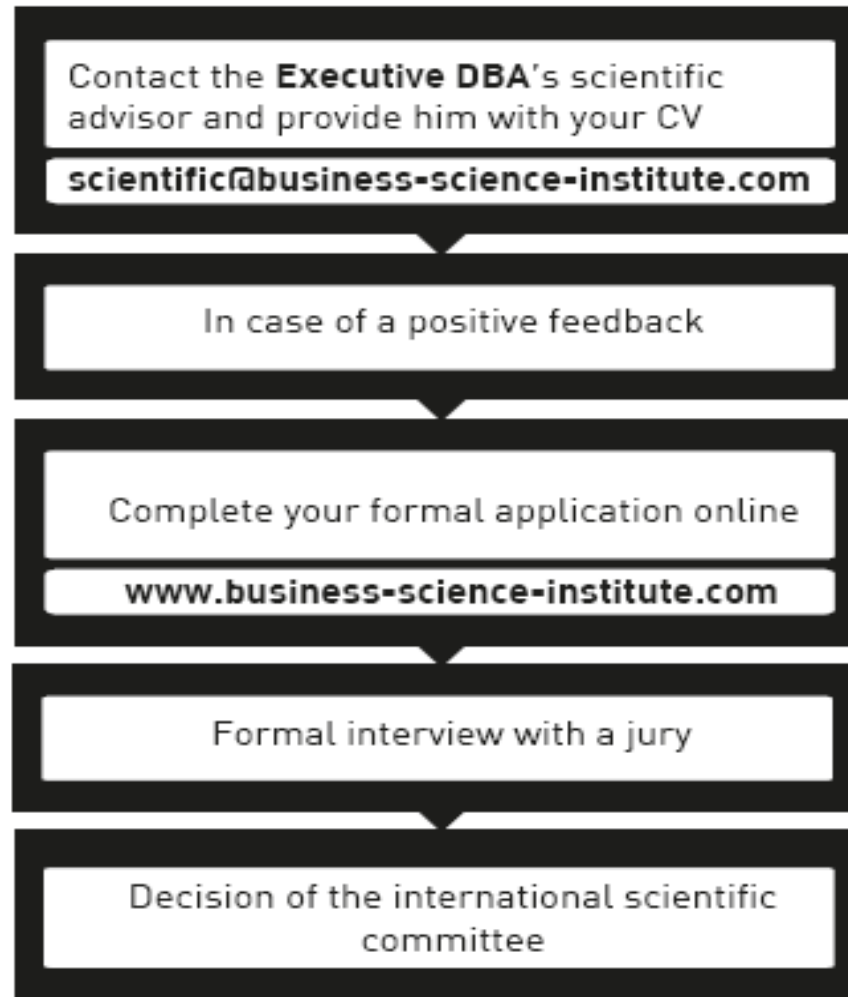 Contact the Executive DBA's scientific
advisor and provide him with your CV
scientific@business-science-institute.com
In case of a positive feedback
Complete your formal application online
www.business-science-institute.com
Formal interview with a jury
Decision of the international scientific
committee